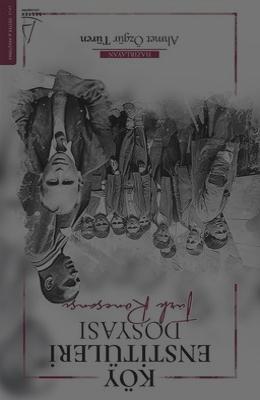 KÖY
ENSTİTÜLERİ
DOSYASI
Türk Rönesansı
HAZIRLAYAN
Ahmet Özgür Türen